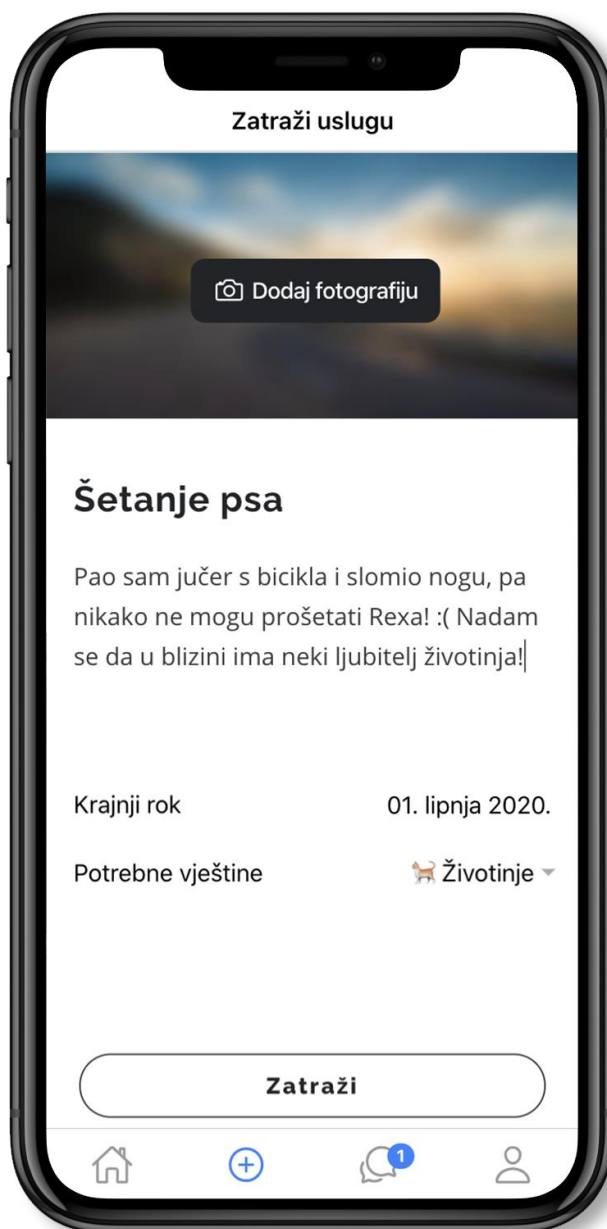 Zatraži uslugu
Dodaj fotografiju
Šetanje psa
Pao sam jučer s bicikla i slomio nogu, pa
nikako ne mogu prošetati Rexa! :( Nadam
se da u blizini ima neki ljubitelj životinja!
Krajnji rok 01. lipnja 2020.
Potrebne vještine 🐈 Životinje
Zatraži
1